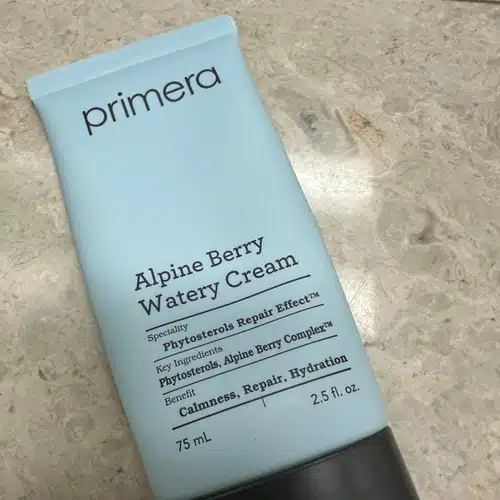 primera
Alpine Berry
Watery Cream
Speciality
Phytosterols Repair Effect™
Key Ingredients
Phytosterols, Alpine Berry Complex™
Benefit
Calmness, Repair, Hydration
75 mL | 2.5 fl. oz.